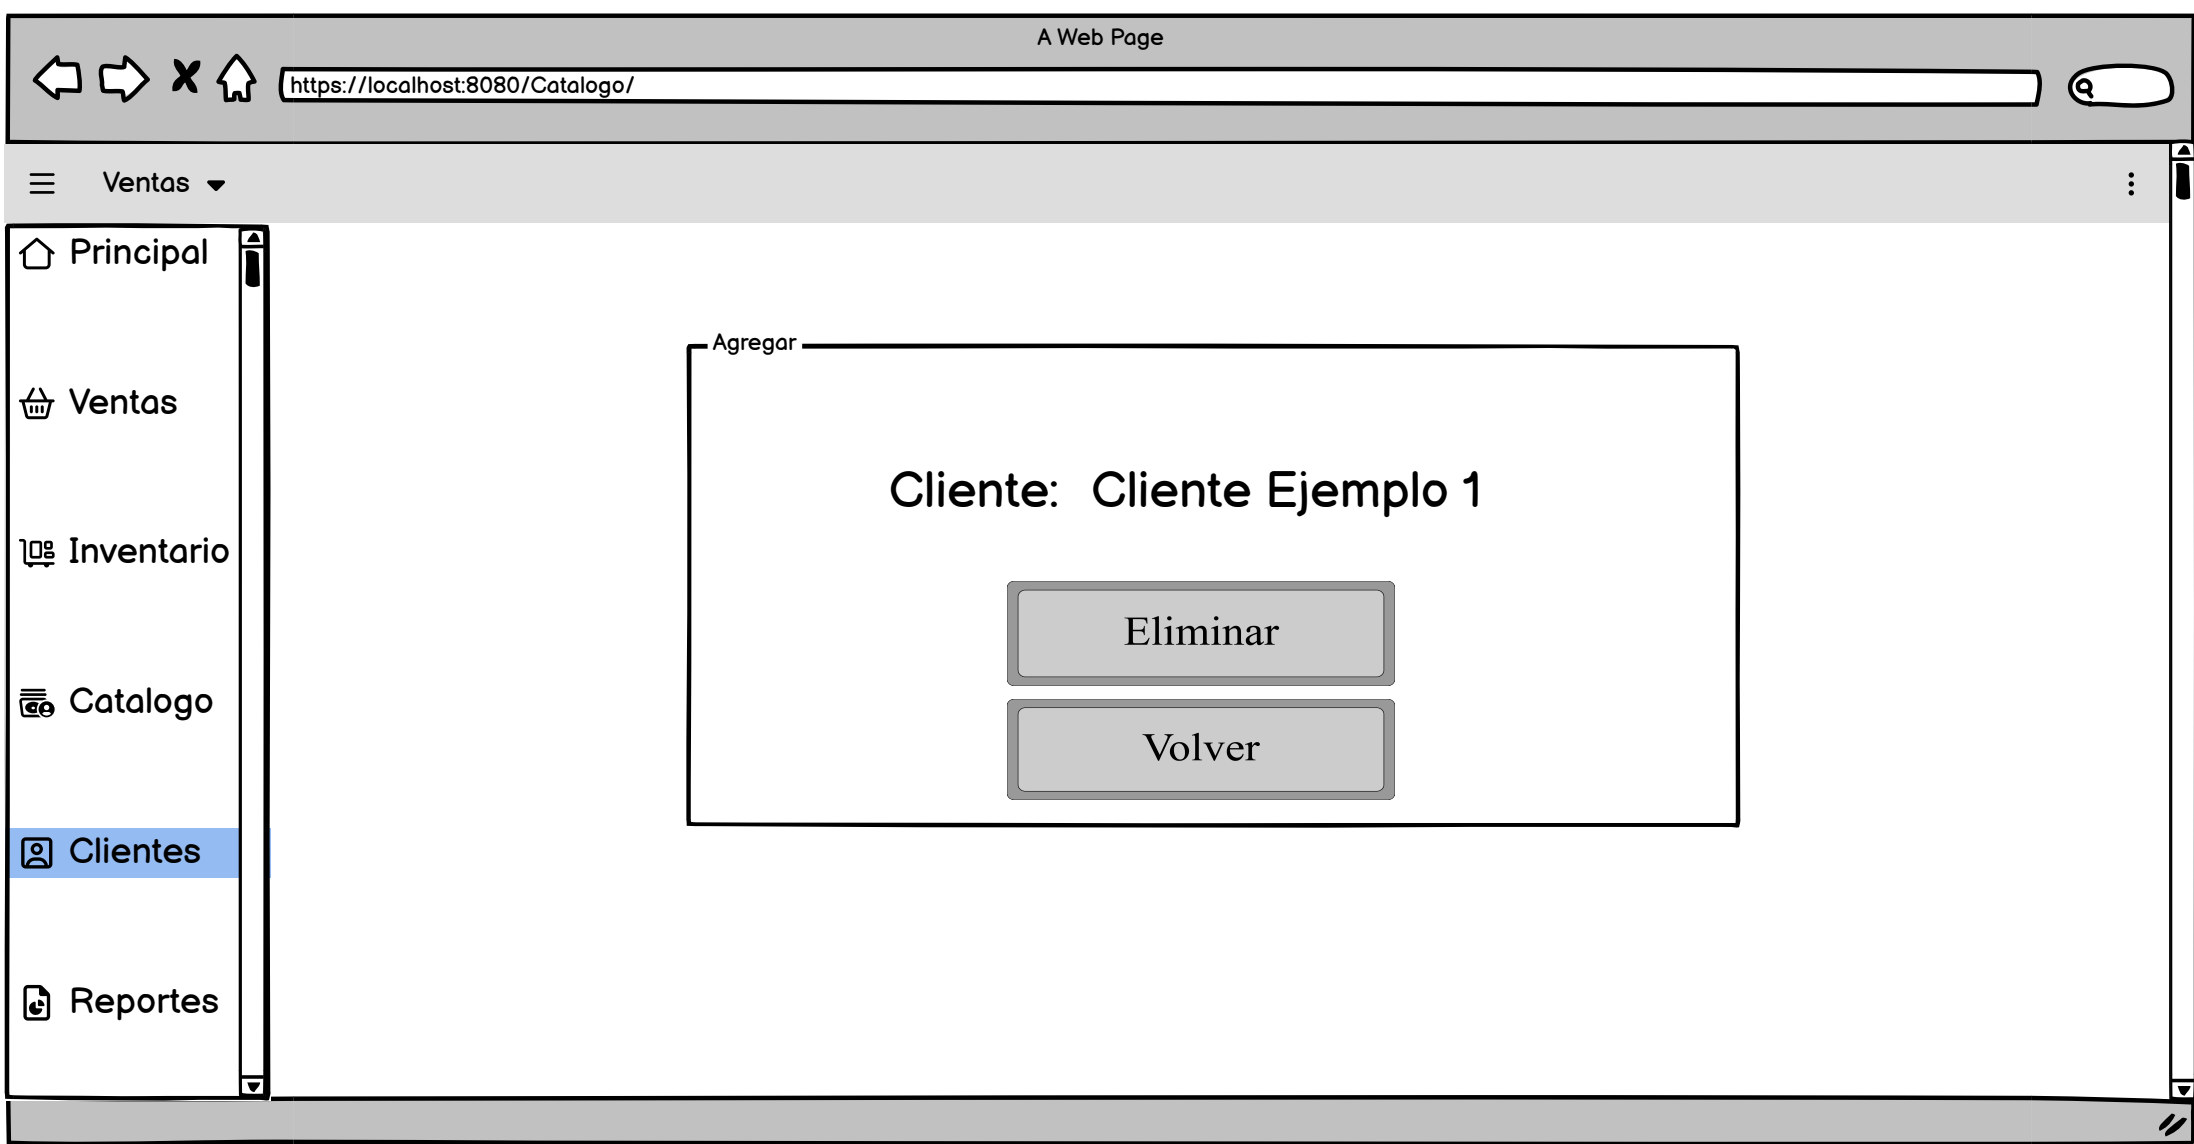 A Web Page
https://localhost:8080/Catalogo/
Ventas
Principal
Ventas
Inventario
Catalogo
Clientes
Reportes
Agregar
Cliente: Cliente Ejemplo 1
Eliminar
Volver